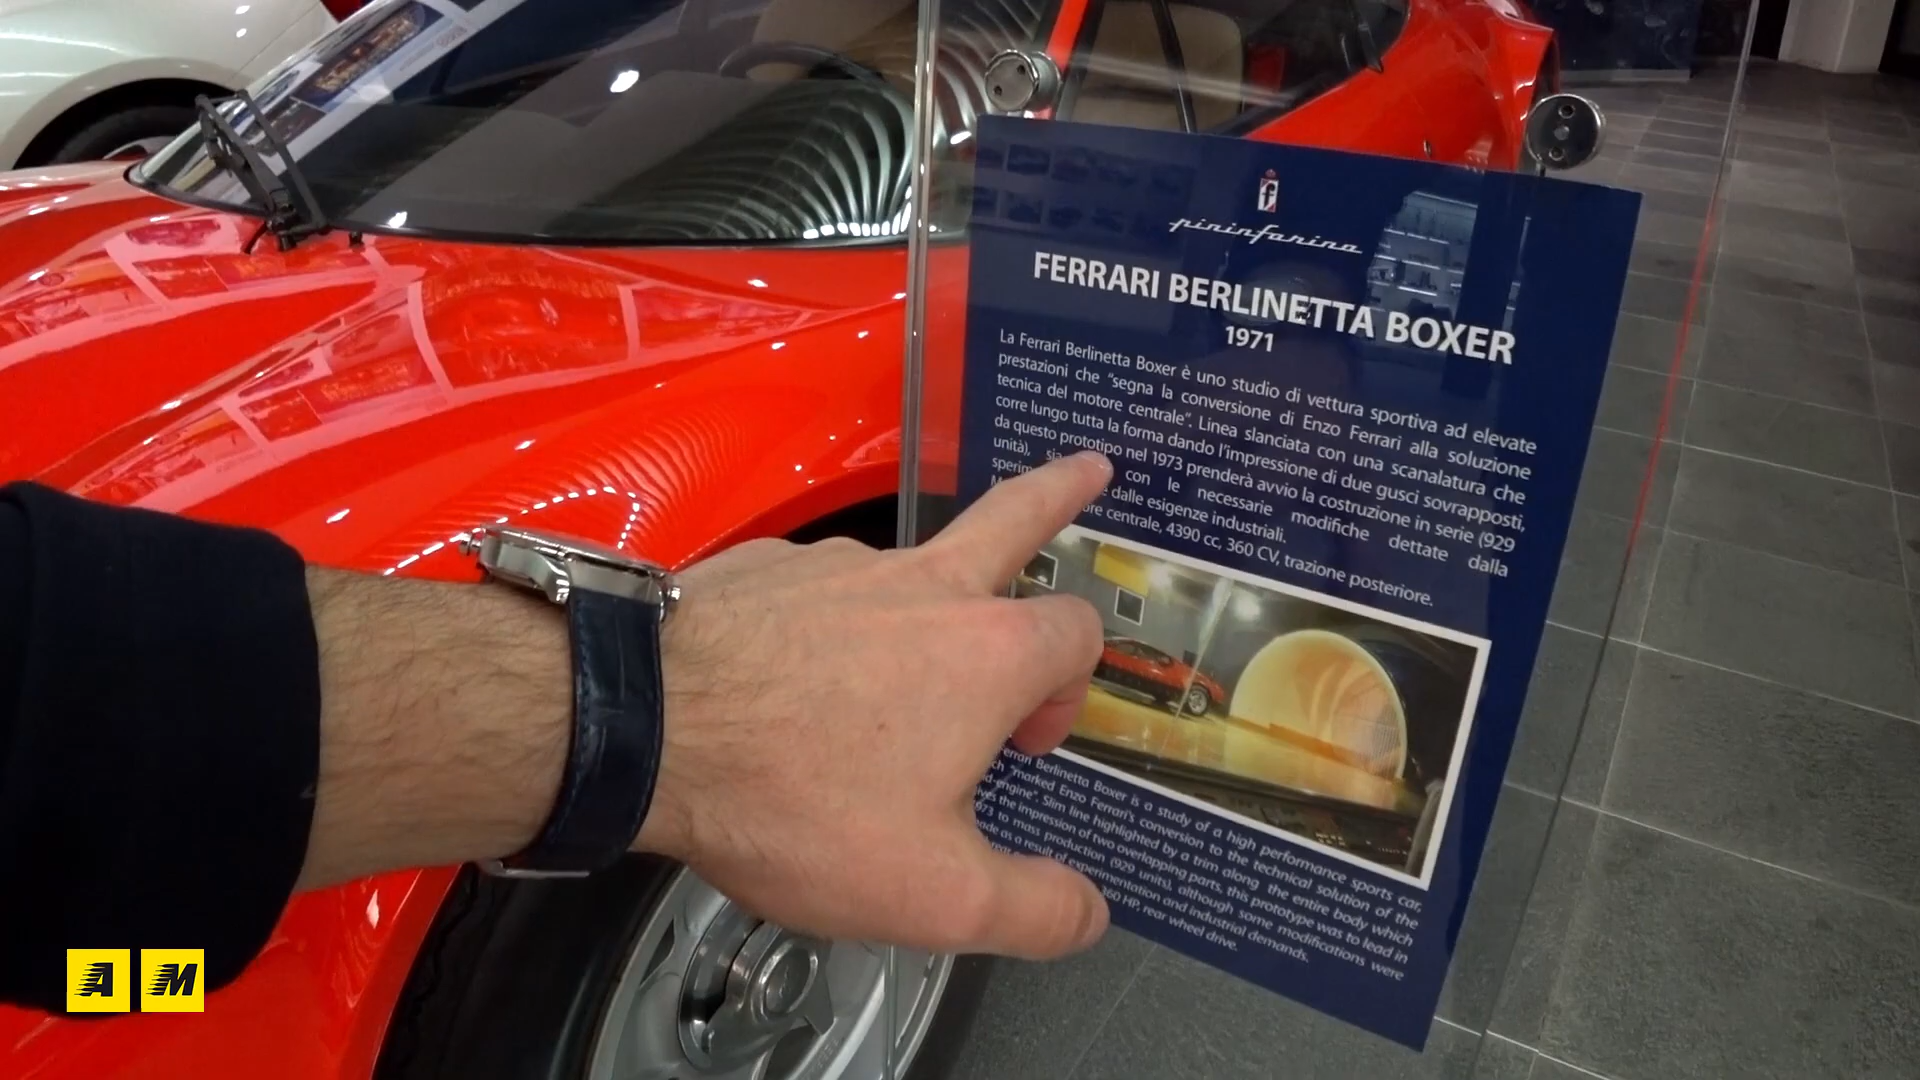 f
pininfarina
FERRARI BERLINETTA BOXER
1971
La Ferrari Berlinetta Boxer è uno studio di vettura sportiva ad elevate
prestazioni che "segna la conversione di Enzo Ferrari alla soluzione
tecnica del motore centrale". Linea slanciata con una scanalatura che
corre lungo tutta la forma dando l'impressione di due gusci sovrapposti,
da questo prototipo nel 1973 prenderà avvio la costruzione in serie (929
unità), con le necessarie modifiche dettate dalla
sperim dalle esigenze industriali.
centrale, 4390 cc, 360 CV, trazione posteriore.
Ferrari Berlinetta Boxer is a study of a high performance sports car,
"marked Enzo Ferrari's conversion to the technical solution of the
engine". Slim line highlighted by a trim along the entire body which
the impression of two overlapping parts, this prototype was to lead in
to mass production (929 units), although some modifications were
as a result of experimentation and industrial demands.
360 HP, rear wheel drive.
A M